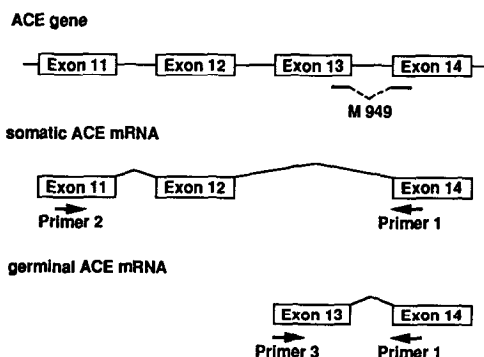 ACE gene
Exon 11 Exon 12 Exon 13 Exon 14
M 949
somatic ACE mRNA
Exon 11 Exon 12 Exon 14
Primer 2 Primer 1
germinal ACE mRNA
Exon 13 Exon 14
Primer 3 Primer 1